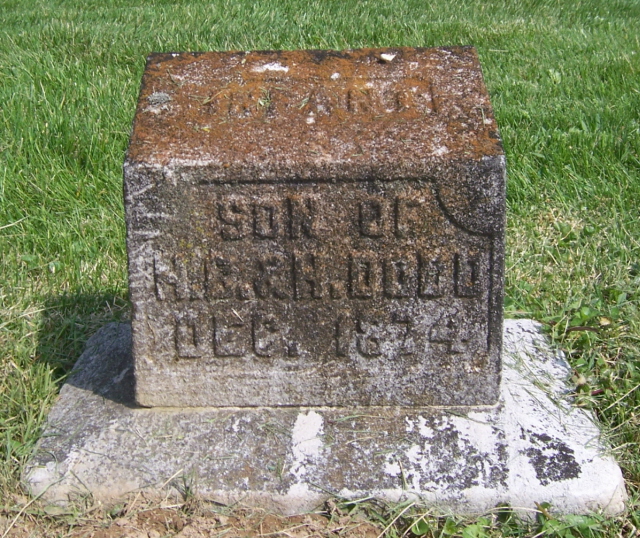 INFANT
SON OF
H.B.&H.DODD
DEC. 1874